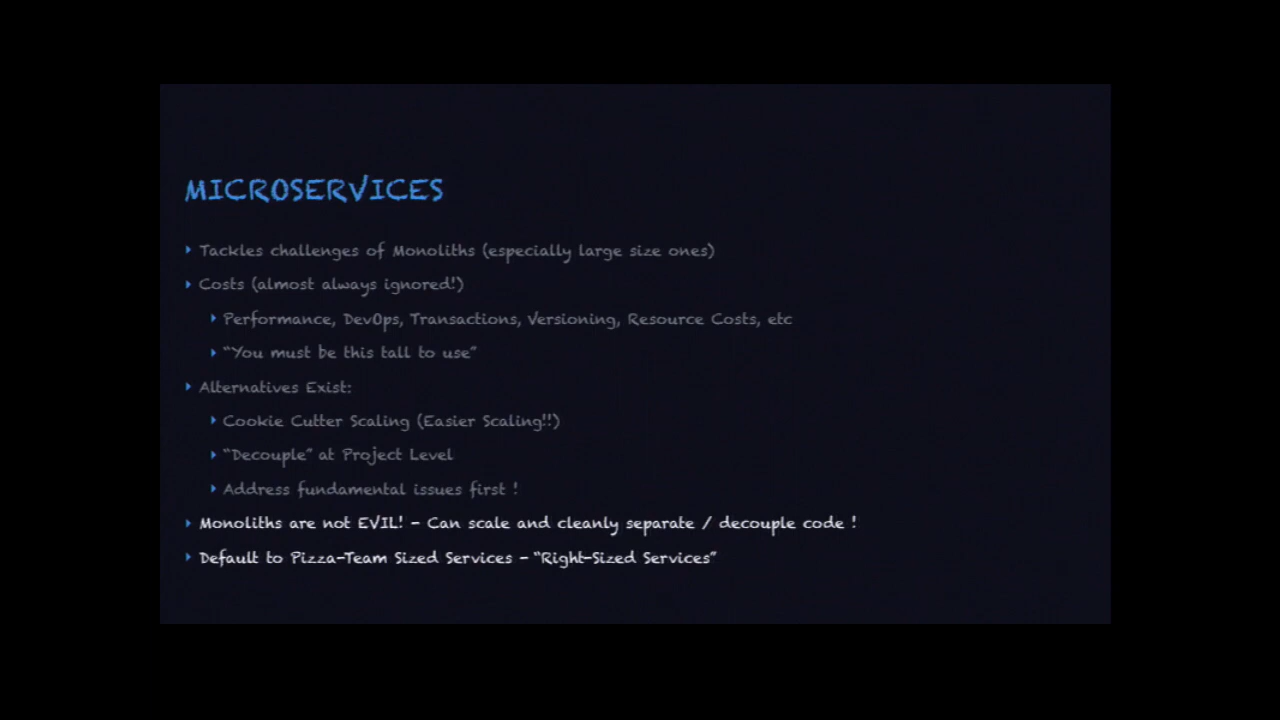 MICROSERVICES
Tackles challenges of Monoliths (especially large size ones)
Costs (almost always ignored!)
Performance, DevOps, Transactions, Versioning, Resource Costs, etc
"You must be this tall to use"
Alternatives Exist:
Cookie Cutter Scaling (Easier Scaling!!)
"Decouple" at Project Level
Address fundamental issues first !
Monoliths are not EVIL! - Can scale and cleanly separate / decouple code !
Default to Pizza-Team Sized Services - "Right-Sized Services"